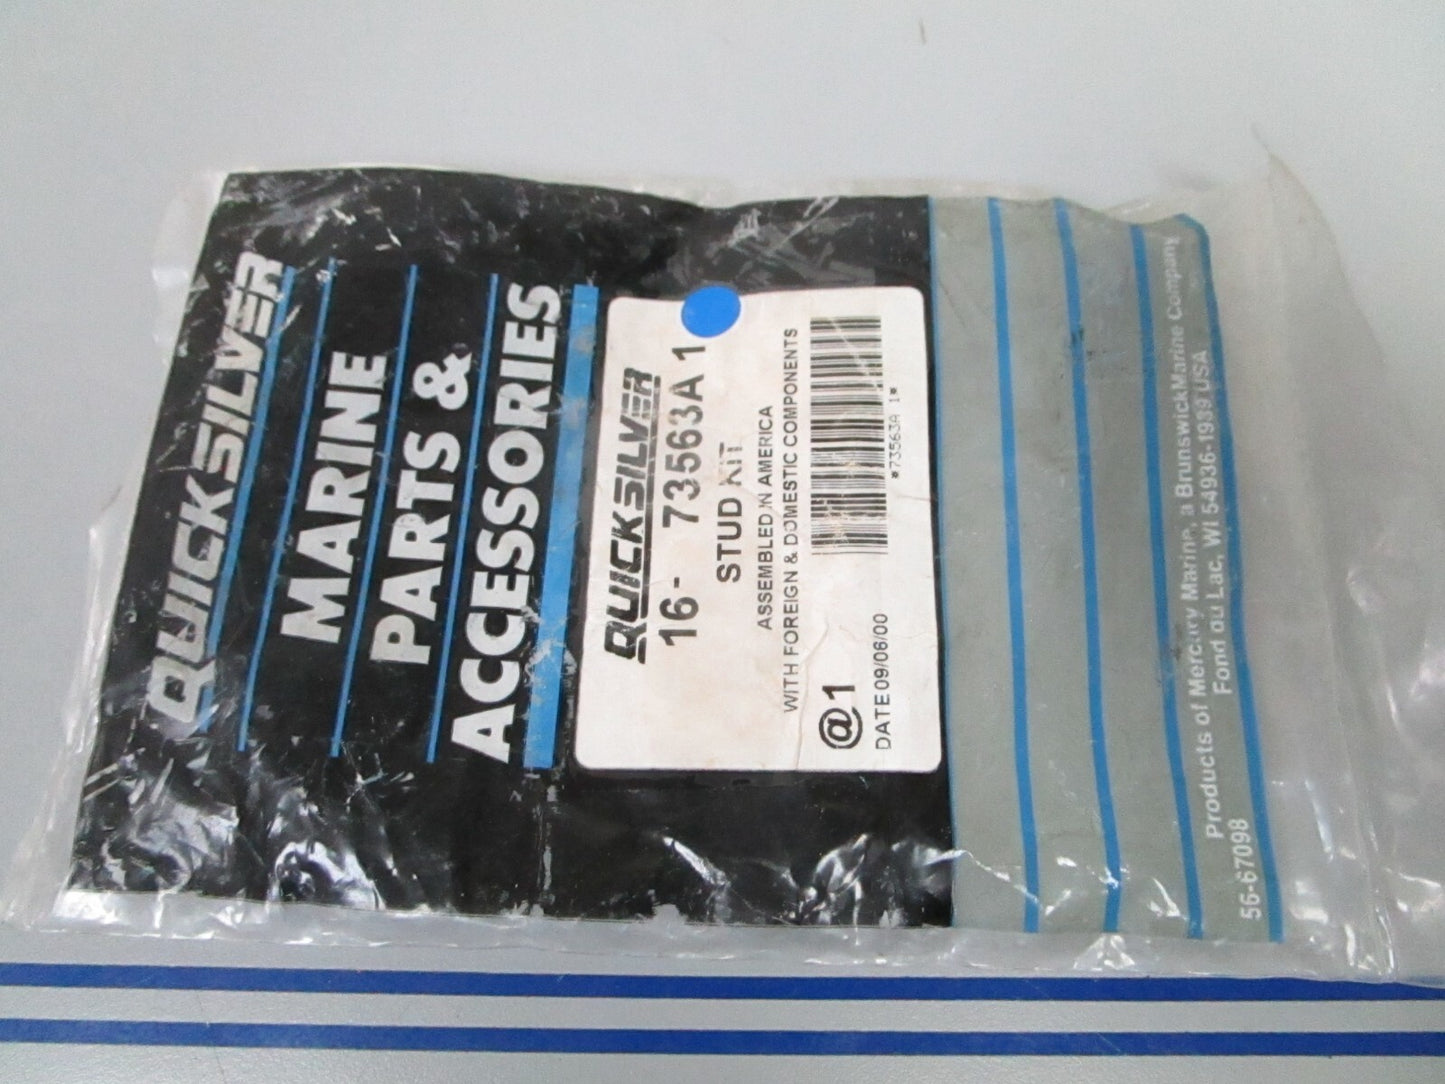 QUICKSILVER
MARINE
PARTS &
ACCESSORIES
QUICKSILVER
16- 73563A 1
STUD KIT
ASSEMBLED IN AMERICA
WITH FOREIGN & DOMESTIC COMPONENTS
*73563A 1*
@1
DATE 09/06/00
Products of Mercury Marine, a Brunswick Marine Company
Fond du Lac, WI 54936-1939 USA
56-67098